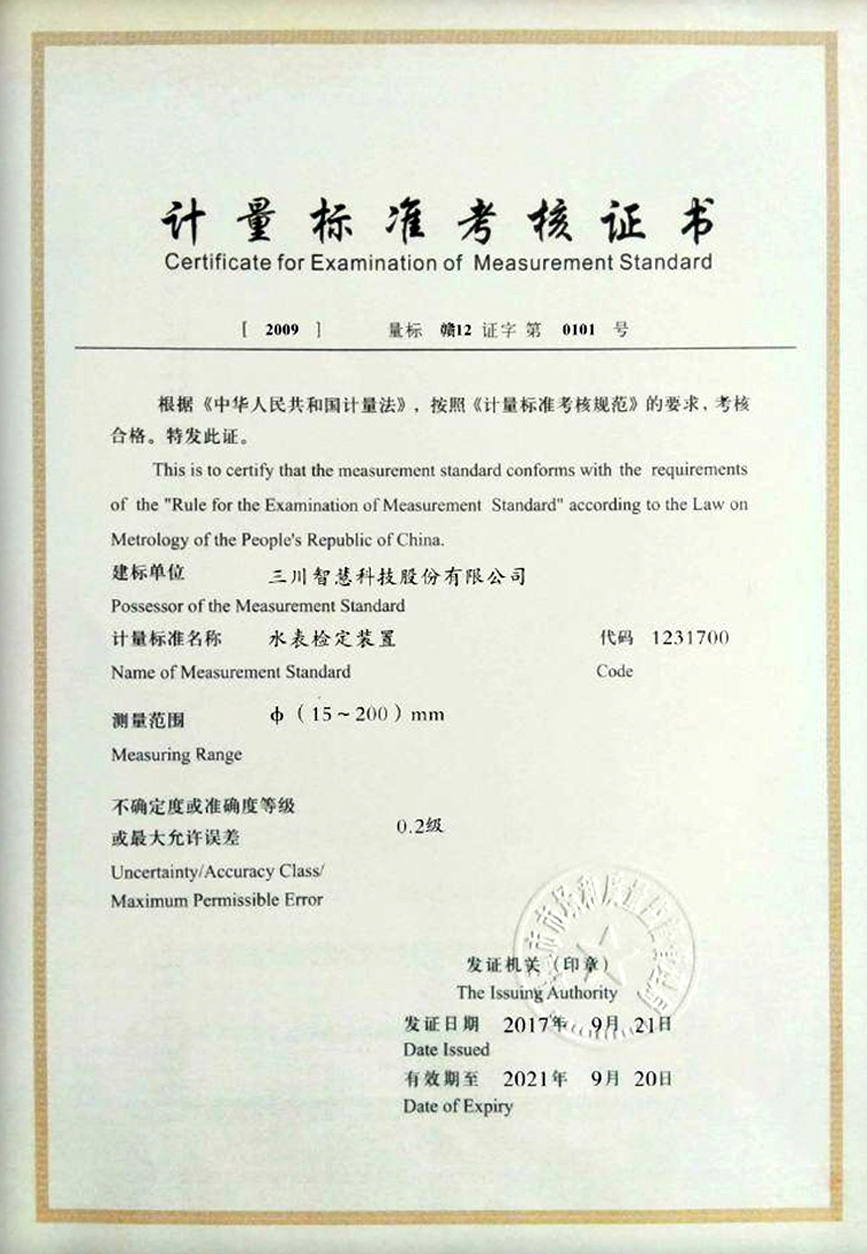 计量标准考核证书
Certificate for Examination of Measurement Standard
[ 2009 ] 量标 赣12 证字 第 0101 号
根据《中华人民共和国计量法》，按照《计量标准考核规范》的要求，考核
合格。特发此证。
This is to certify that the measurement standard conforms with the requirements
of the "Rule for the Examination of Measurement Standard" according to the Law on
Metrology of the People's Republic of China.
建标单位 三川智慧科技股份有限公司
Possessor of the Measurement Standard
计量标准名称 水表检定装置 代码 1231700
Name of Measurement Standard Code
测量范围 ф（15～200）mm
Measuring Range
不确定度或准确度等级
或最大允许误差 0.2级
Uncertainty/Accuracy Class/
Maximum Permissible Error
发证机关（印章）
The Issuing Authority
发证日期 2017年 9月 21日
Date Issued
有效期至 2021年 9月 20日
Date of Expiry